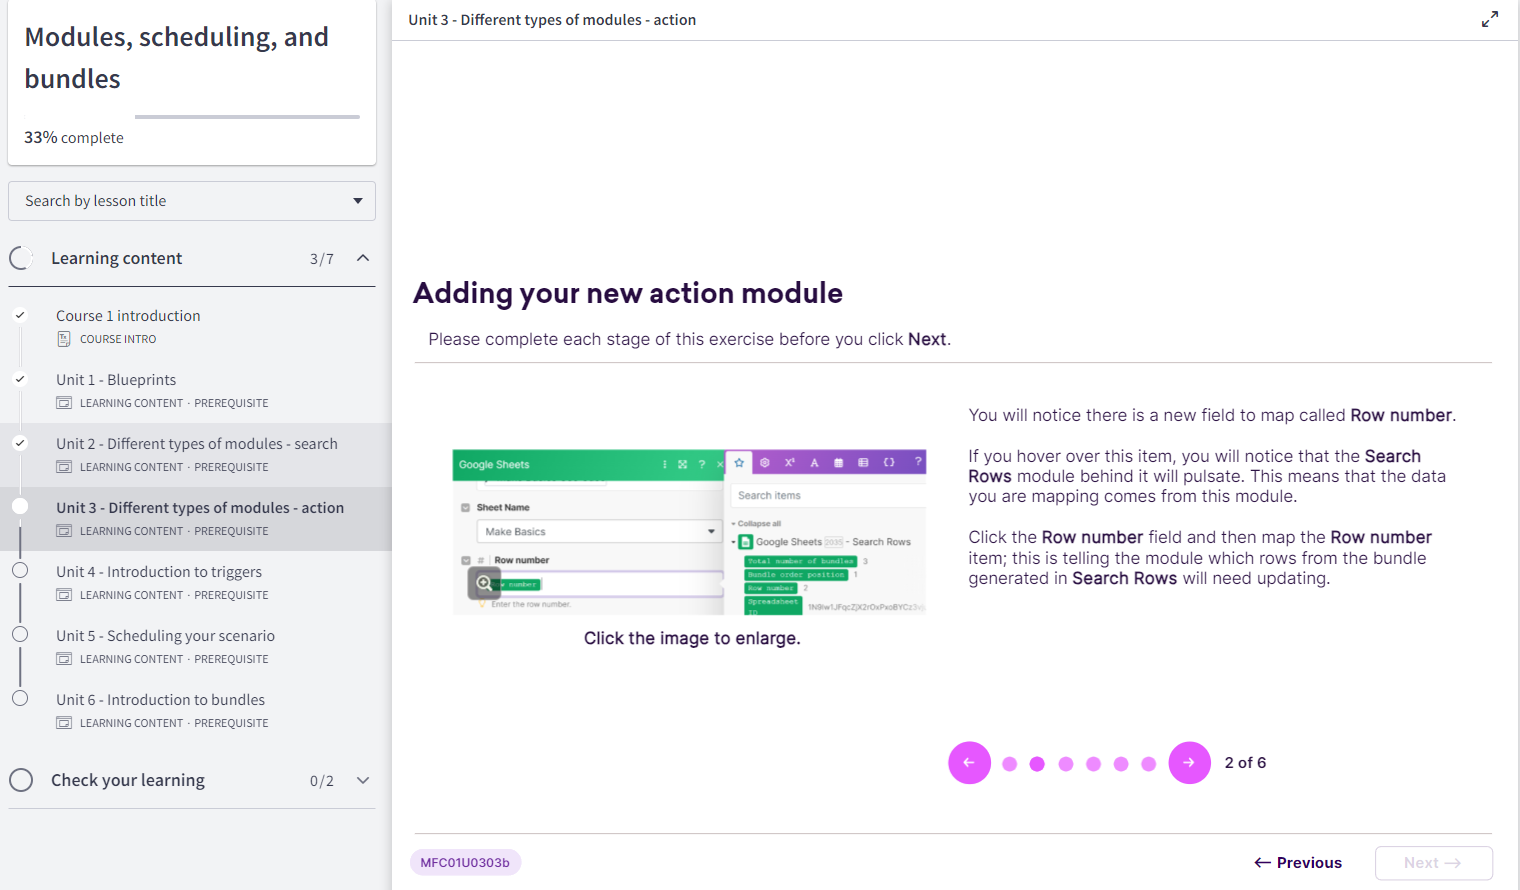 Modules, scheduling, and
bundles
33% complete
Search by lesson title
Learning content 3/7
Course 1 introduction
COURSE INTRO
Unit 1 - Blueprints
LEARNING CONTENT · PREREQUISITE
Unit 2 - Different types of modules - search
LEARNING CONTENT · PREREQUISITE
Unit 3 - Different types of modules - action
LEARNING CONTENT · PREREQUISITE
Unit 4 - Introduction to triggers
LEARNING CONTENT · PREREQUISITE
Unit 5 - Scheduling your scenario
LEARNING CONTENT · PREREQUISITE
Unit 6 - Introduction to bundles
LEARNING CONTENT · PREREQUISITE
Check your learning 0/2
Unit 3 - Different types of modules - action
Adding your new action module
Please complete each stage of this exercise before you click Next.
Google Sheets
Sheet Name
Make Basics
# Row number
Enter the row number.
Search items
Collapse all
Google Sheets 2035 - Search Rows
Total number of bundles 3
Bundle order position 1
Row number 2
Spreadsheet
ID
Click the image to enlarge.
You will notice there is a new field to map called Row number.
If you hover over this item, you will notice that the Search
Rows module behind it will pulsate. This means that the data
you are mapping comes from this module.
Click the Row number field and then map the Row number
item; this is telling the module which rows from the bundle
generated in Search Rows will need updating.
2 of 6
MFC01U0303b
← Previous
Next →